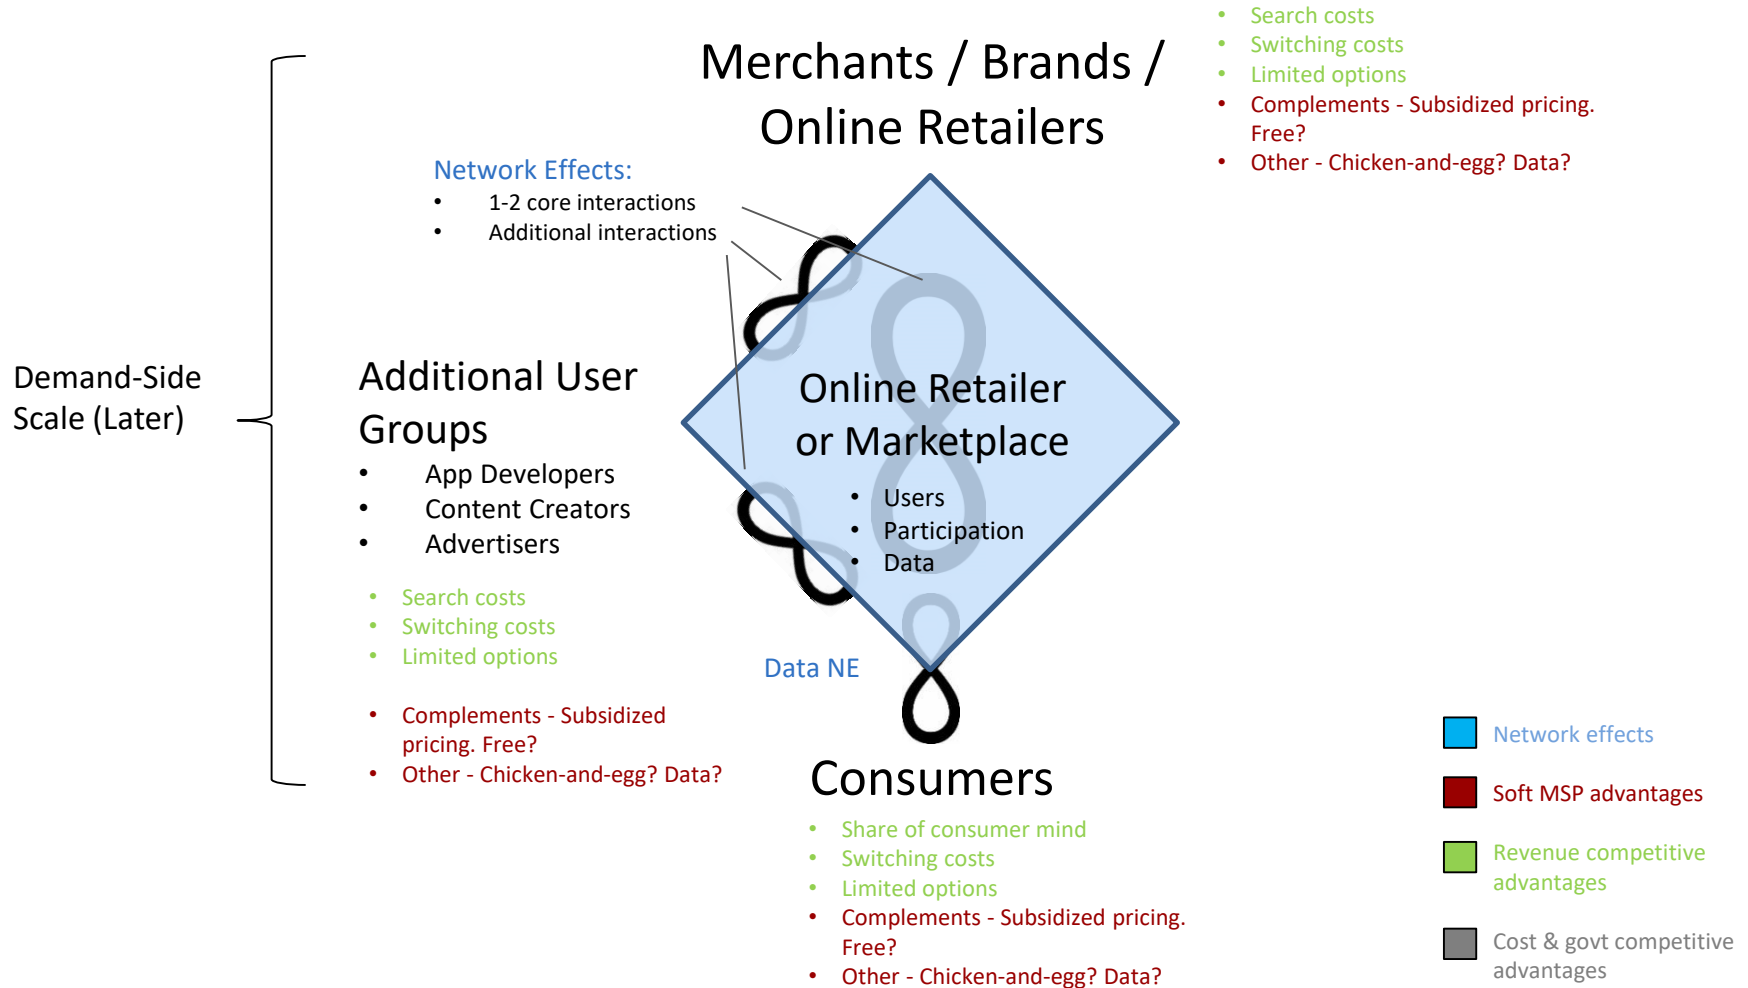 • Search costs
• Switching costs
• Limited options
• Complements - Subsidized pricing.
Free?
• Other - Chicken-and-egg? Data?
Merchants / Brands /
Online Retailers
Network Effects:
• 1-2 core interactions
• Additional interactions
Demand-Side
Scale (Later)
Additional User
Groups
• App Developers
• Content Creators
• Advertisers
• Search costs
• Switching costs
• Limited options
• Complements - Subsidized
pricing. Free?
• Other - Chicken-and-egg? Data?
Online Retailer
or Marketplace
• Users
• Participation
• Data
Data NE
Consumers
• Share of consumer mind
• Switching costs
• Limited options
• Complements - Subsidized pricing.
Free?
• Other - Chicken-and-egg? Data?
Network effects
Soft MSP advantages
Revenue competitive
advantages
Cost & govt competitive
advantages